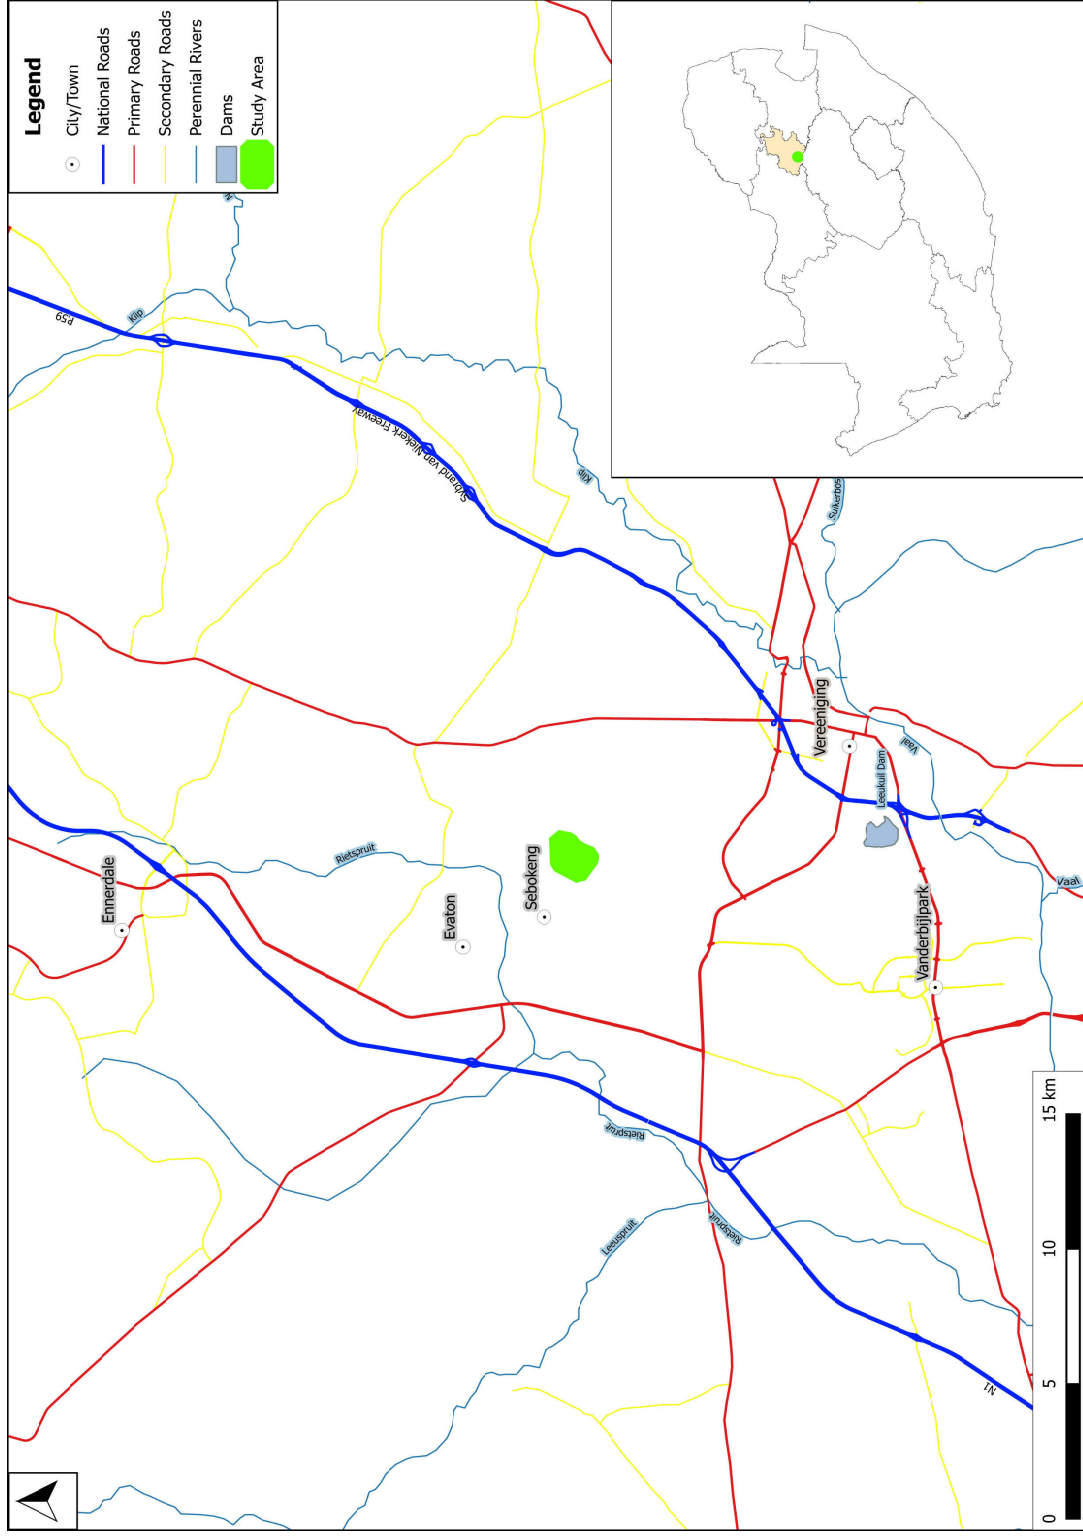 Legend
City/Town
National Roads
Primary Roads
Sccondary Roads
Perennial Rivers
Dams
Study Area
P59
Klip
Sybrand van Niekerk Freeway
Klip
Suikerbos
Ennerdale
Rietspruit
Evaton
Sebokeng
Vereeniging
Leeukuil Dam
Vaal
Vaal
Vanderbijlpark
Rietspruit
Leeuspruit
Rietspruit
N1
0 5 10 15 km